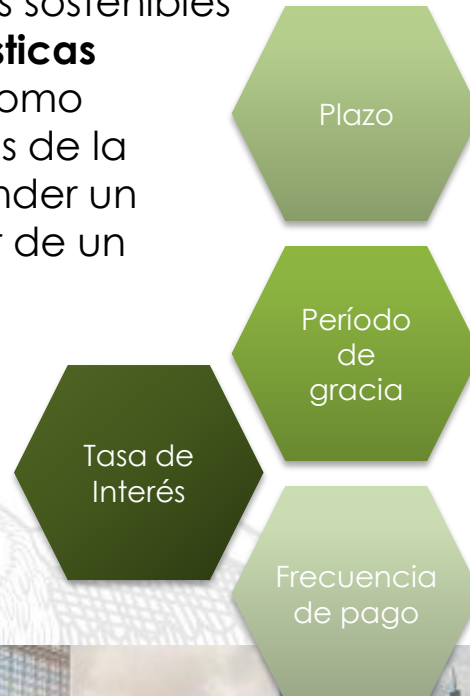 sostenibles
sticas
omo
s de la
nder un
r de un
Plazo
Período
de
gracia
Tasa de
Interés
Frecuencia
de pago